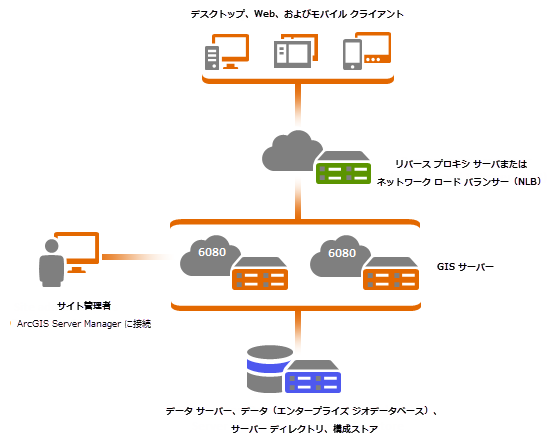 デスクトップ、Web、およびモバイル クライアント
リバース プロキシ サーバまたは
ネットワーク ロード バランサー（NLB）
6080
6080
GIS サーバー
サイト管理者
ArcGIS Server Manager に接続
データ サーバー、データ（エンタープライズ ジオデータベース）、
サーバー ディレクトリ、構成ストア